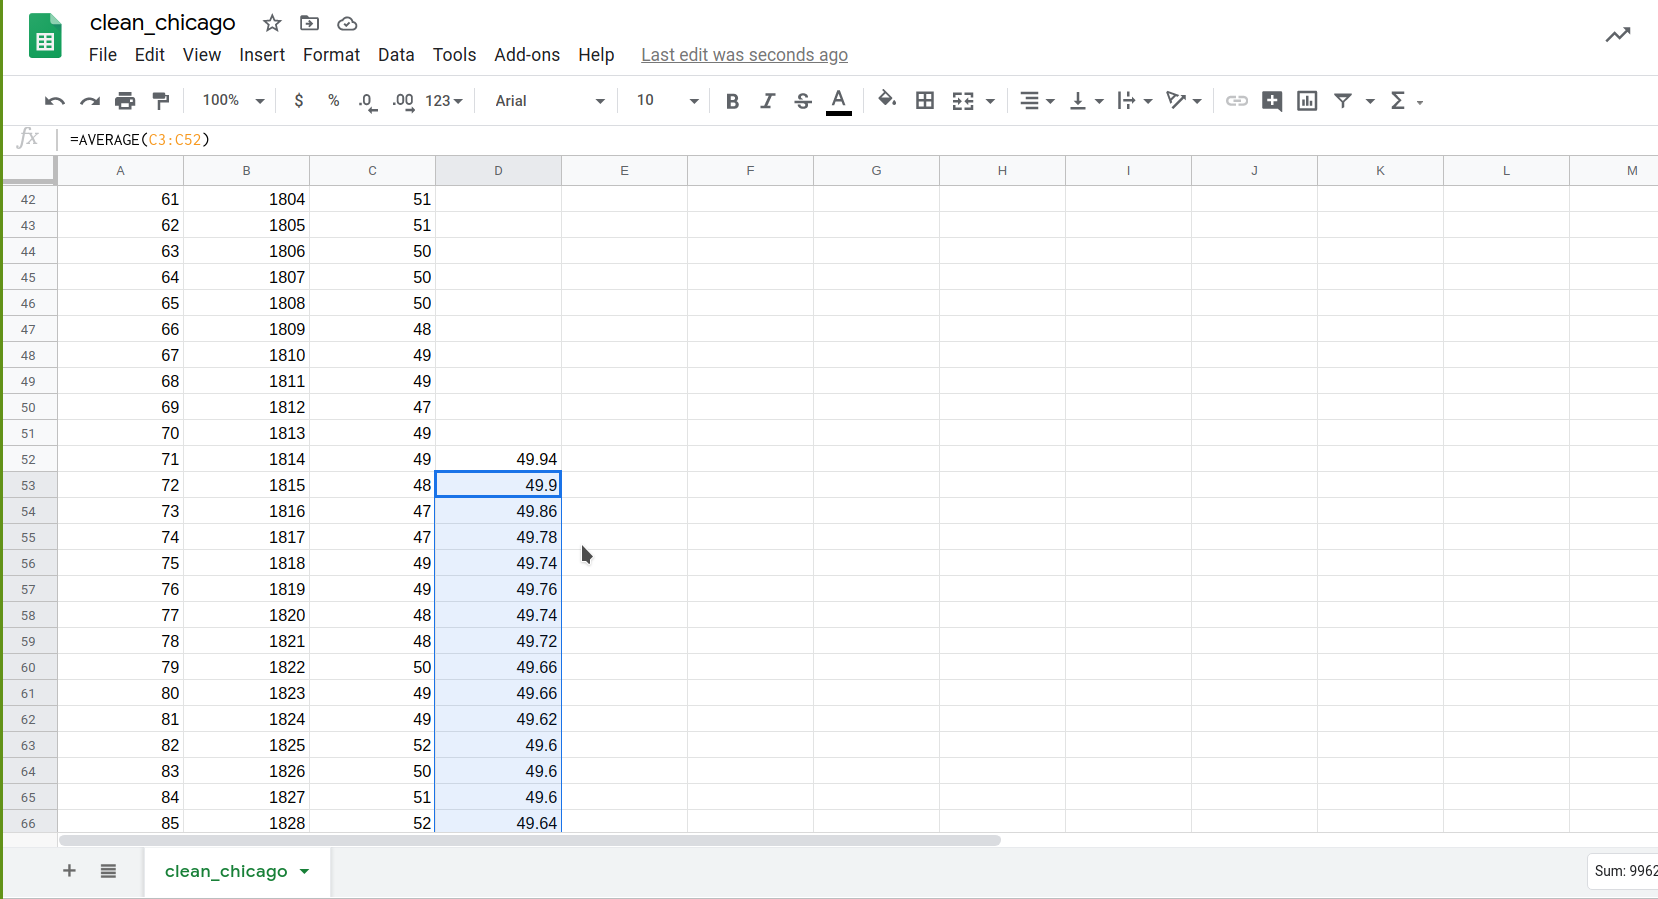 clean_chicago
File Edit View Insert Format Data Tools Add-ons Help Last edit was seconds ago
100% $ % .0 .00 123 Arial 10 B I S A Σ
fx =AVERAGE(C3:C52)
A B C D E F G H I J K L M
42 61 1804 51
43 62 1805 51
44 63 1806 50
45 64 1807 50
46 65 1808 50
47 66 1809 48
48 67 1810 49
49 68 1811 49
50 69 1812 47
51 70 1813 49
52 71 1814 49 49.94
53 72 1815 48 49.9
54 73 1816 47 49.86
55 74 1817 47 49.78
56 75 1818 49 49.74
57 76 1819 49 49.76
58 77 1820 48 49.74
59 78 1821 48 49.72
60 79 1822 50 49.66
61 80 1823 49 49.66
62 81 1824 49 49.62
63 82 1825 52 49.6
64 83 1826 50 49.6
65 84 1827 51 49.6
66 85 1828 52 49.64
+ clean_chicago Sum: 9962